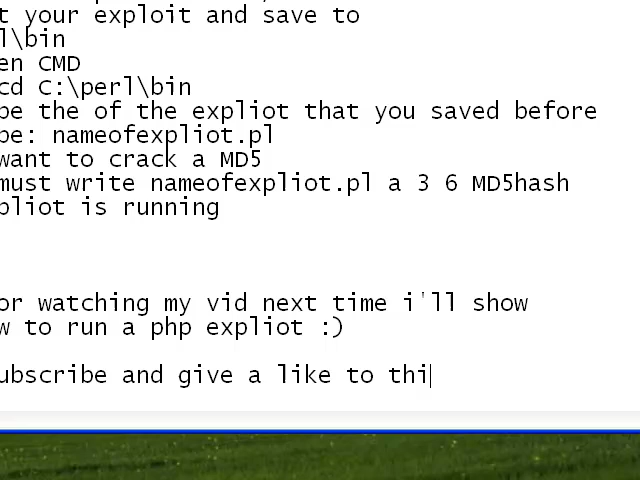 t your exploit and save to
l\bin
en CMD
cd C:\perl\bin
pe the of the expliot that you saved before
pe: nameofexpliot.pl
want to crack a MD5
must write nameofexpliot.pl a 3 6 MD5hash
pliot is running
or watching my vid next time i'll show
w to run a php expliot :)
ubscribe and give a like to thi